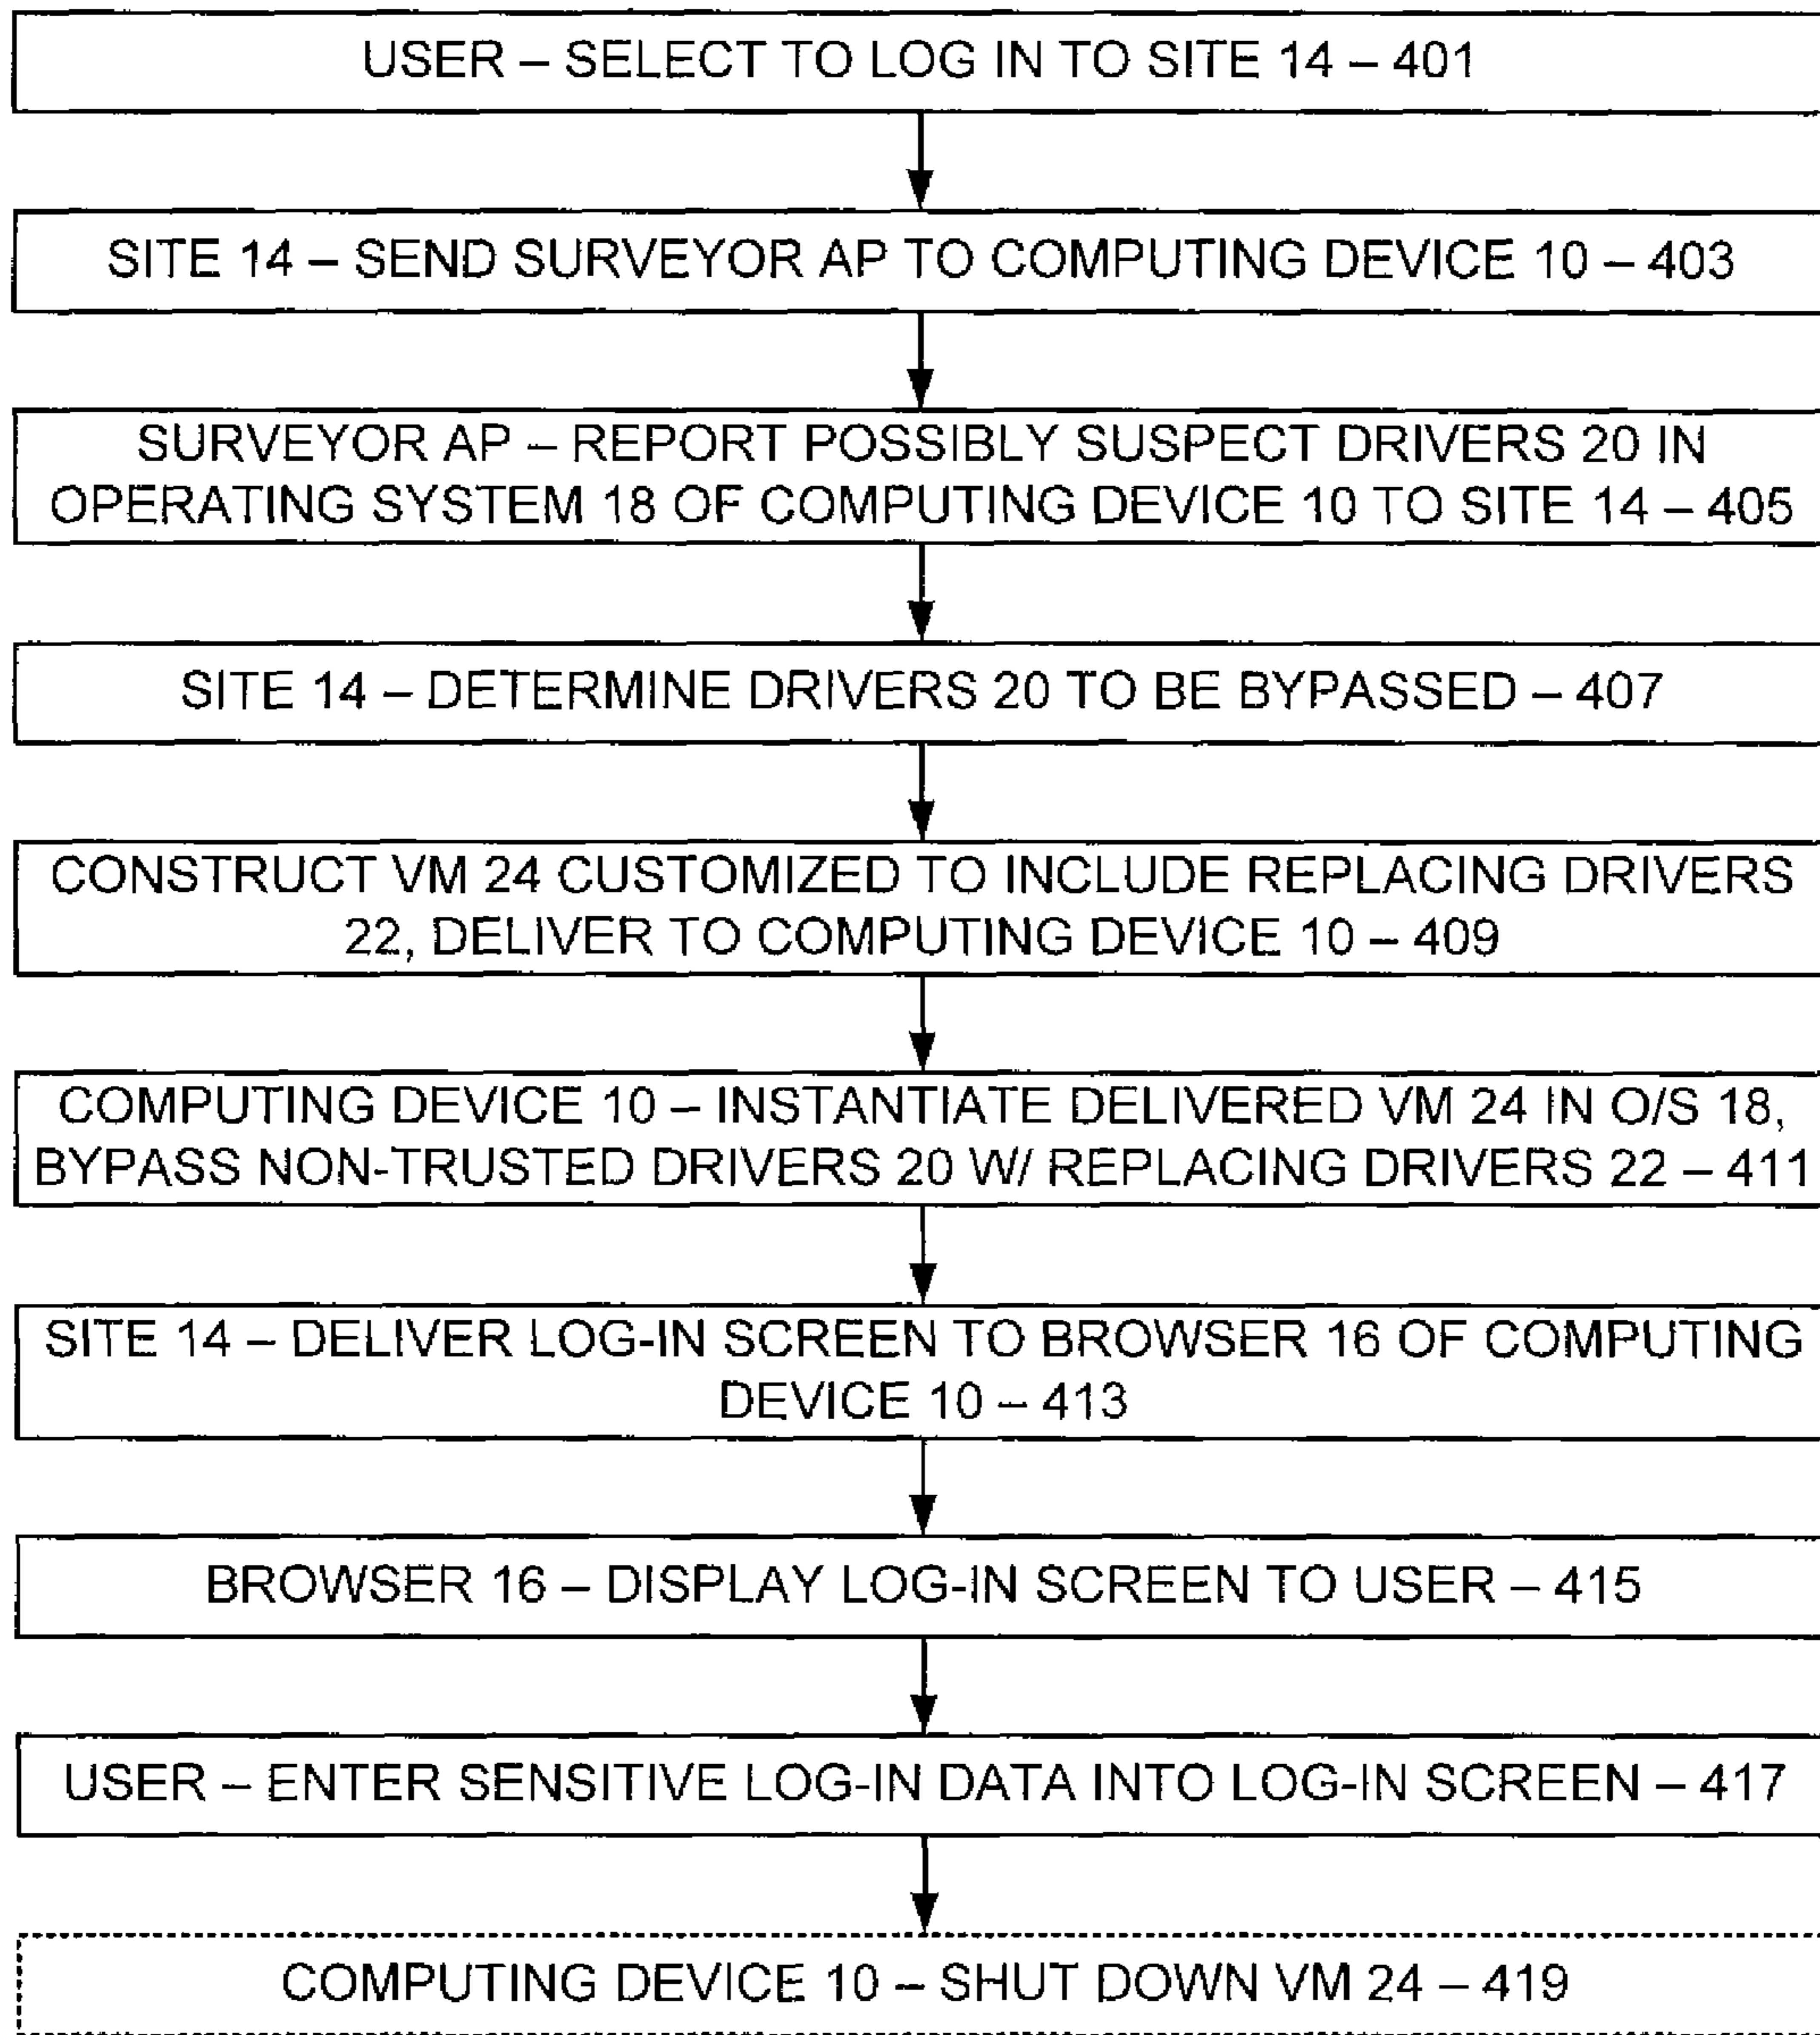 USER – SELECT TO LOG IN TO SITE 14 – 401
SITE 14 – SEND SURVEYOR AP TO COMPUTING DEVICE 10 – 403
SURVEYOR AP – REPORT POSSIBLY SUSPECT DRIVERS 20 IN
OPERATING SYSTEM 18 OF COMPUTING DEVICE 10 TO SITE 14 – 405
SITE 14 – DETERMINE DRIVERS 20 TO BE BYPASSED – 407
CONSTRUCT VM 24 CUSTOMIZED TO INCLUDE REPLACING DRIVERS
22, DELIVER TO COMPUTING DEVICE 10 – 409
COMPUTING DEVICE 10 – INSTANTIATE DELIVERED VM 24 IN O/S 18,
BYPASS NON-TRUSTED DRIVERS 20 W/ REPLACING DRIVERS 22 – 411
SITE 14 – DELIVER LOG-IN SCREEN TO BROWSER 16 OF COMPUTING
DEVICE 10 – 413
BROWSER 16 – DISPLAY LOG-IN SCREEN TO USER – 415
USER – ENTER SENSITIVE LOG-IN DATA INTO LOG-IN SCREEN – 417
COMPUTING DEVICE 10 – SHUT DOWN VM 24 – 419